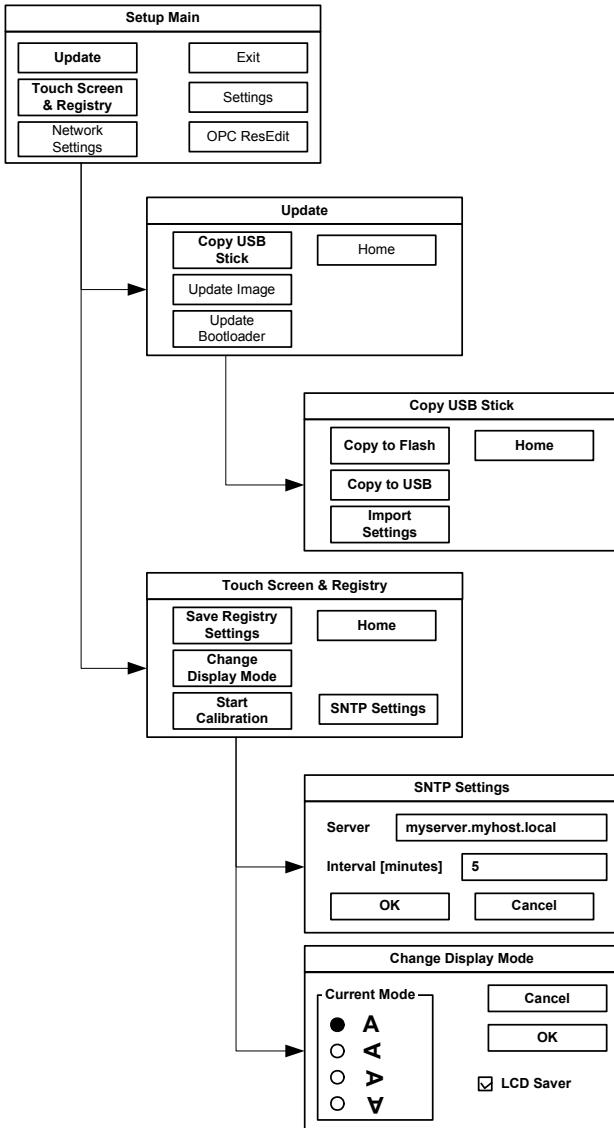 Setup Main
Update
Exit
Touch Screen
& Registry
Settings
Network
Settings
OPC ResEdit
Update
Copy USB
Stick
Home
Update Image
Update
Bootloader
Copy USB Stick
Copy to Flash
Home
Copy to USB
Import
Settings
Touch Screen & Registry
Save Registry
Settings
Home
Change
Display Mode
Start
Calibration
SNTP Settings
SNTP Settings
Server myserver.myhost.local
Interval [minutes] 5
OK Cancel
Change Display Mode
Current Mode
Cancel
A
OK
A
A
LCD Saver
A